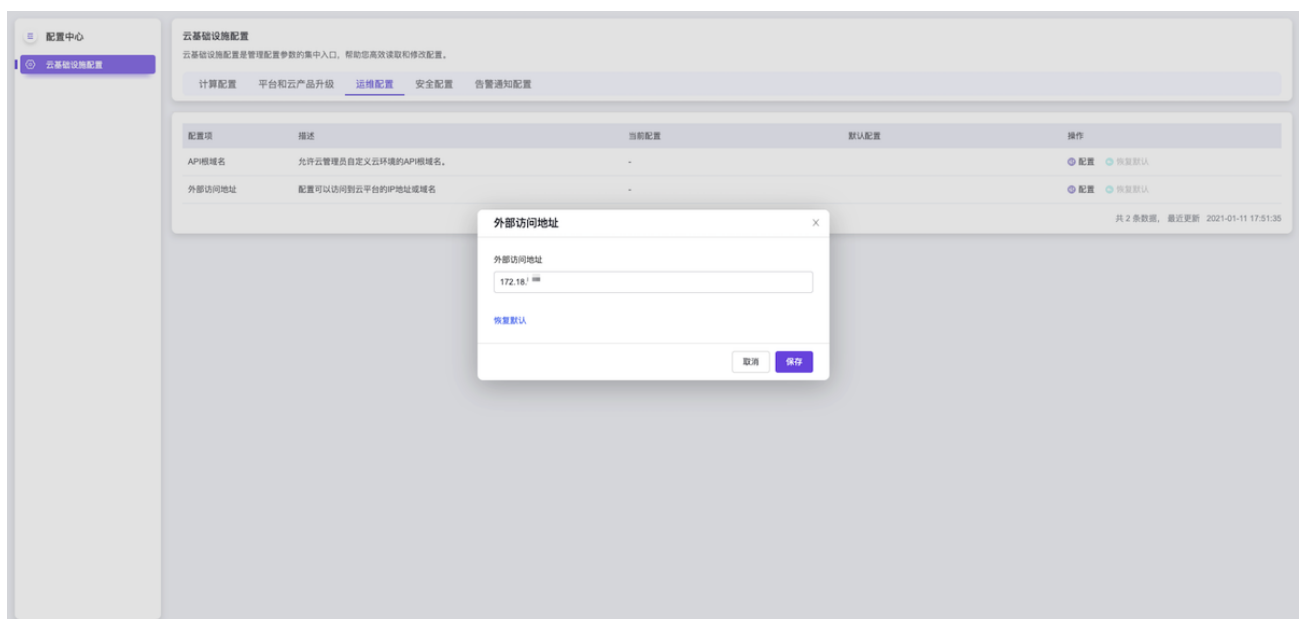 配置中心
云基础设施配置
云基础设施配置
云基础设施配置是管理配置参数的集中入口，帮助您高效读取和修改配置。
计算配置 平台和云产品升级 运维配置 安全配置 告警通知配置
配置项 描述 当前配置 默认配置 操作
API根域名 允许云管理员自定义云环境的API根域名。 - 配置 恢复默认
外部访问地址 配置可以访问到云平台的IP地址或域名 - 配置 恢复默认
共 2 条数据， 最近更新 2021-01-11 17:51:35
外部访问地址
外部访问地址
172.18.
恢复默认
取消 保存